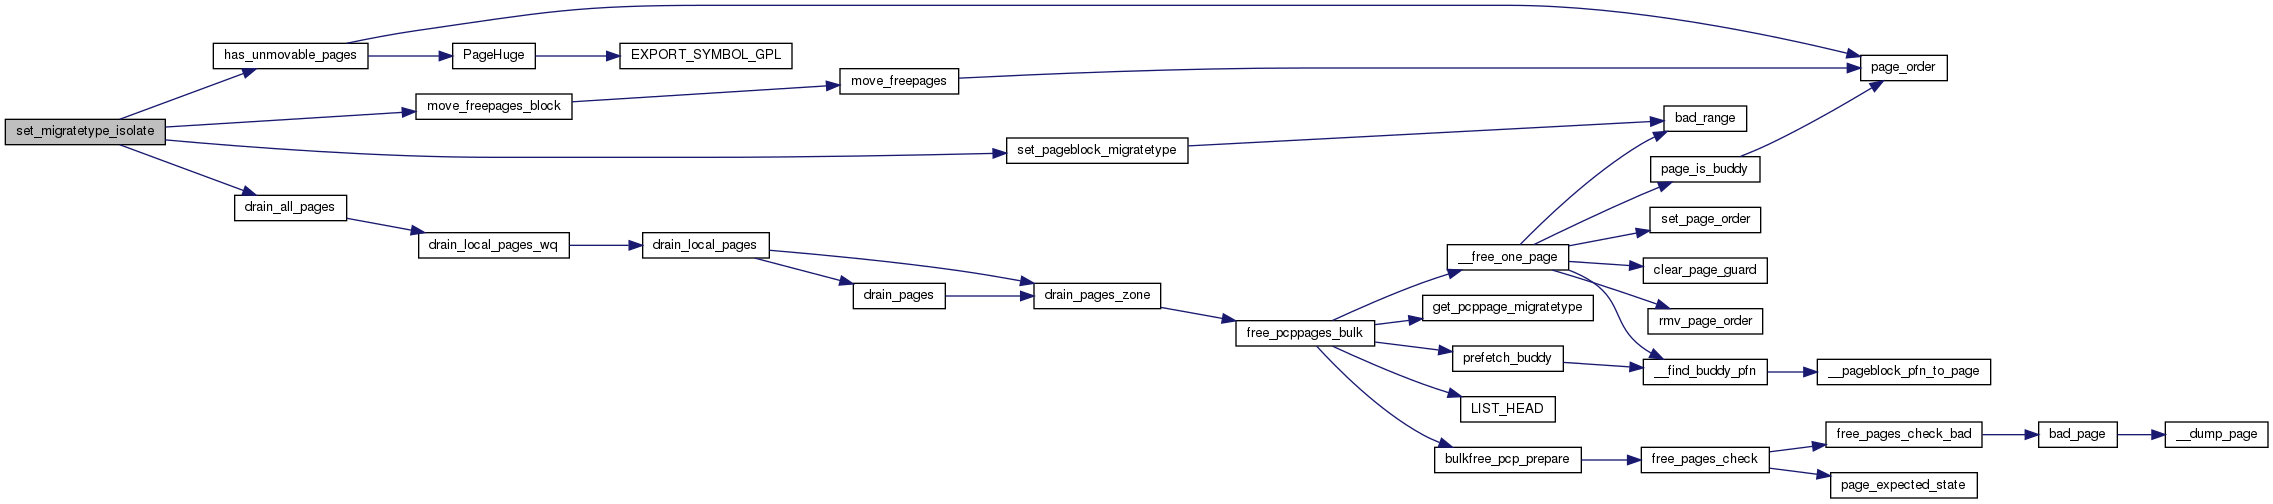 set_migratetype_isolate
has_unmovable_pages
PageHuge
EXPORT_SYMBOL_GPL
page_order
move_freepages_block
move_freepages
set_pageblock_migratetype
bad_range
page_is_buddy
drain_all_pages
drain_local_pages_wq
drain_local_pages
drain_pages
drain_pages_zone
free_pcppages_bulk
__free_one_page
set_page_order
clear_page_guard
rmv_page_order
get_pcppage_migratetype
prefetch_buddy
__find_buddy_pfn
__pageblock_pfn_to_page
LIST_HEAD
bulkfree_pcp_prepare
free_pages_check
free_pages_check_bad
bad_page
__dump_page
page_expected_state